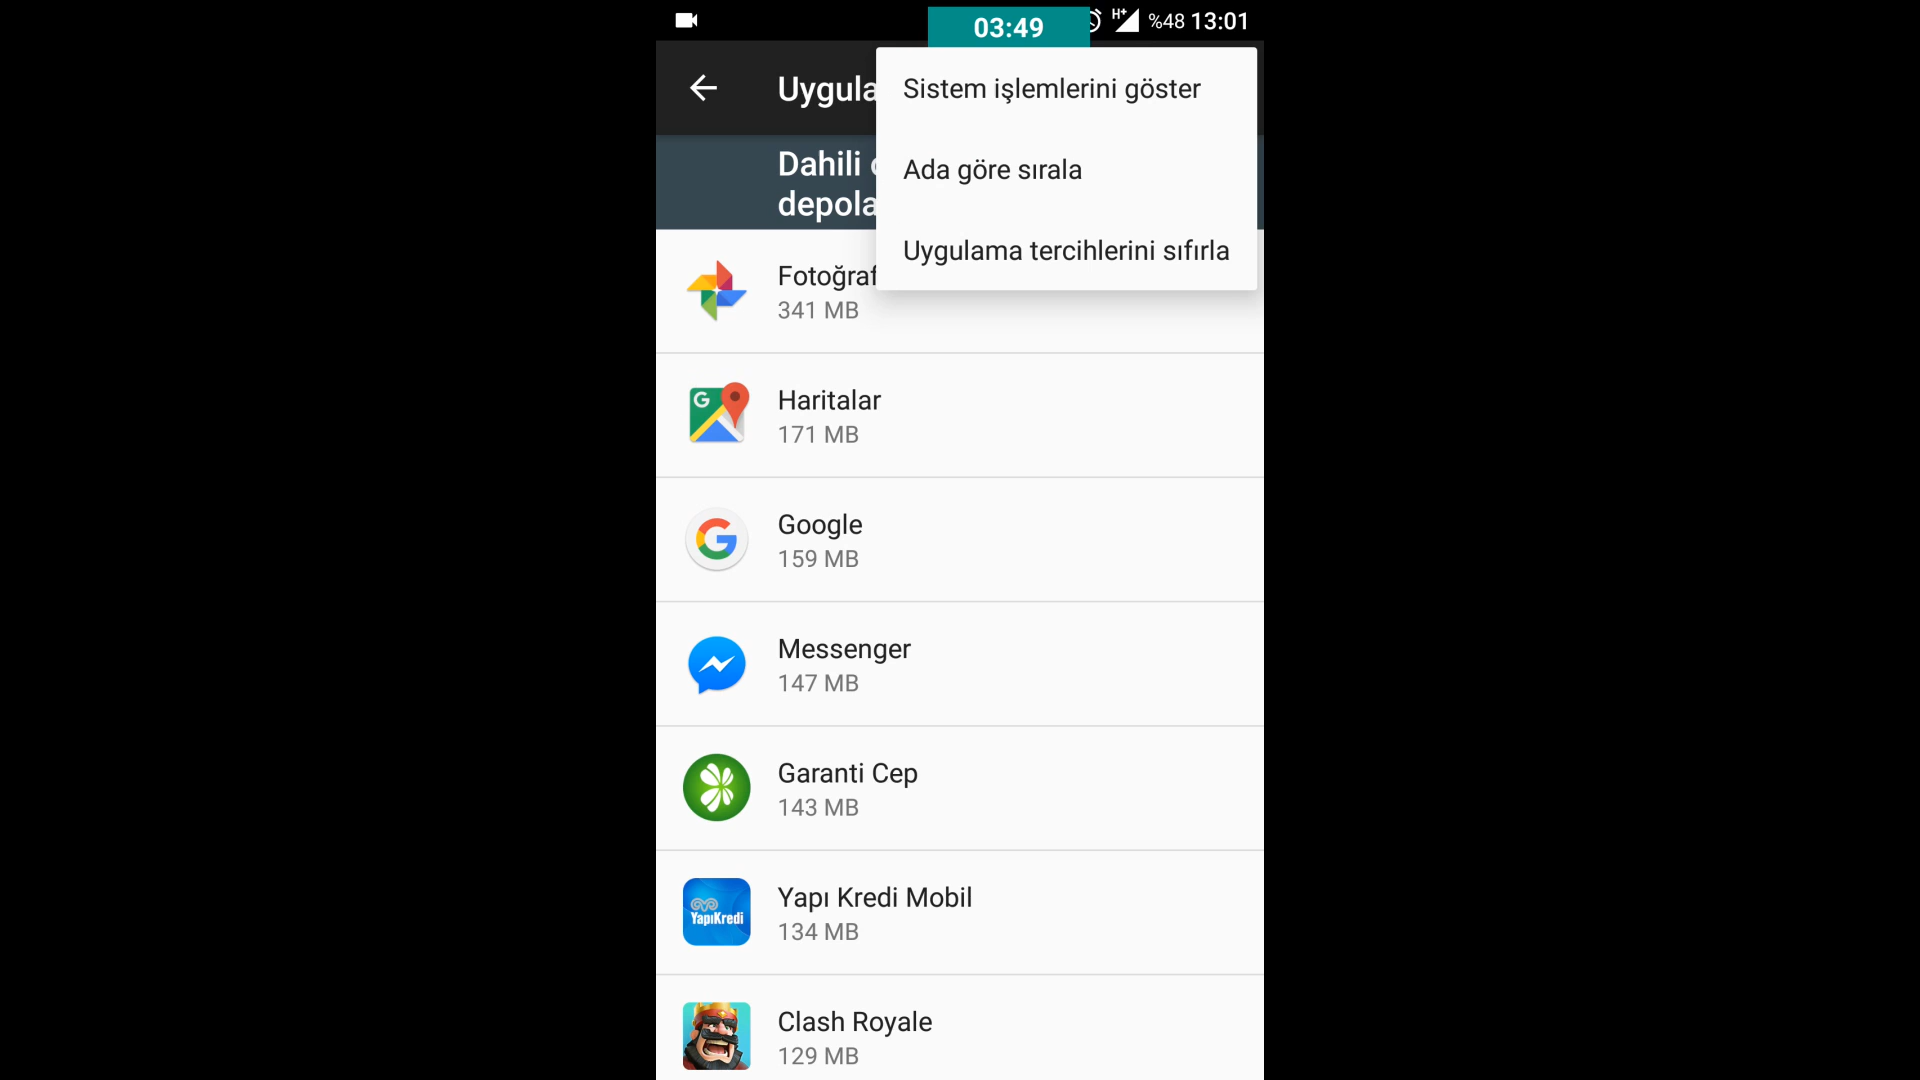 03:49
H+
%48 13:01
Uygula
Sistem işlemlerini göster
Ada göre sırala
Uygulama tercihlerini sıfırla
Dahili
depola
Fotoğraf
341 MB
Haritalar
171 MB
Google
159 MB
Messenger
147 MB
Garanti Cep
143 MB
YapıKredi
Yapı Kredi Mobil
134 MB
Clash Royale
129 MB